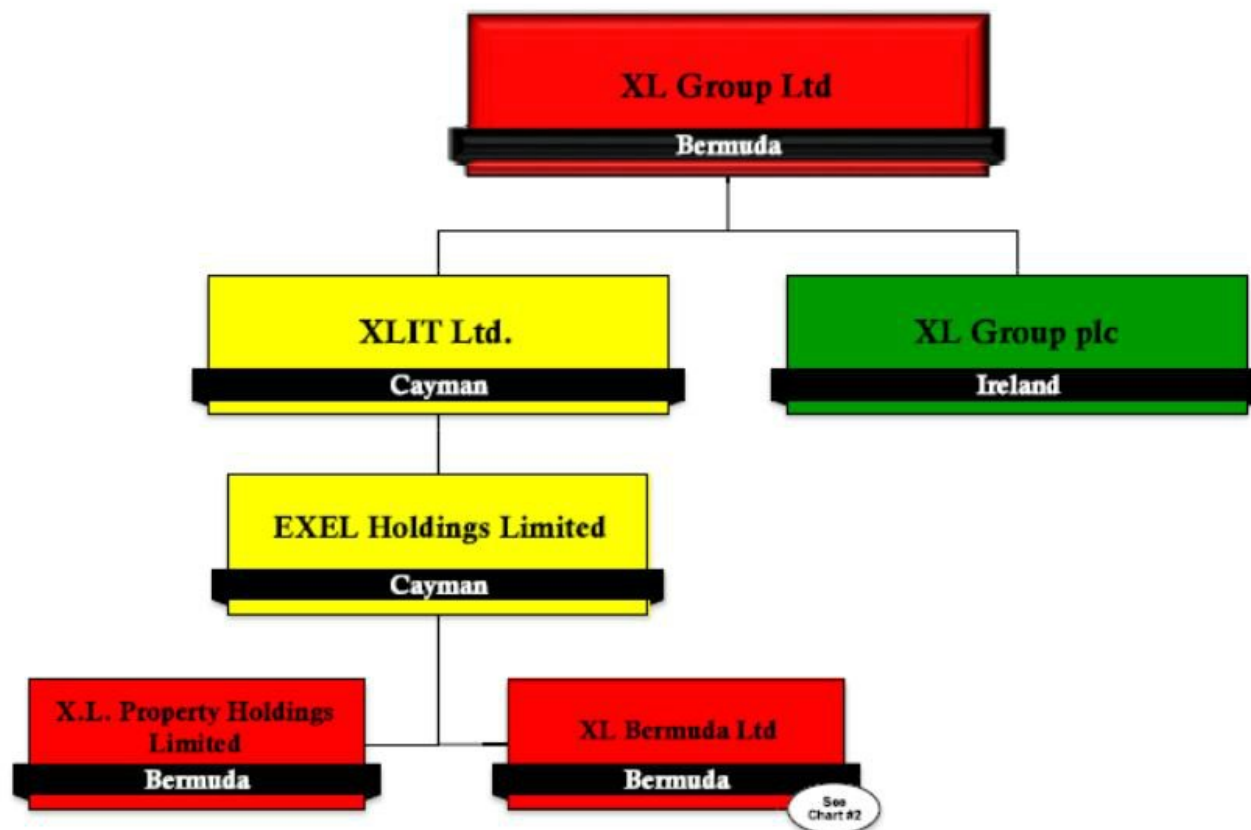 XL Group Ltd
Bermuda
XLIT Ltd.
Cayman
XL Group plc
Ireland
EXEL Holdings Limited
Cayman
X.L. Property Holdings
Limited
Bermuda
XL Bermuda Ltd
Bermuda
See
Chart #2